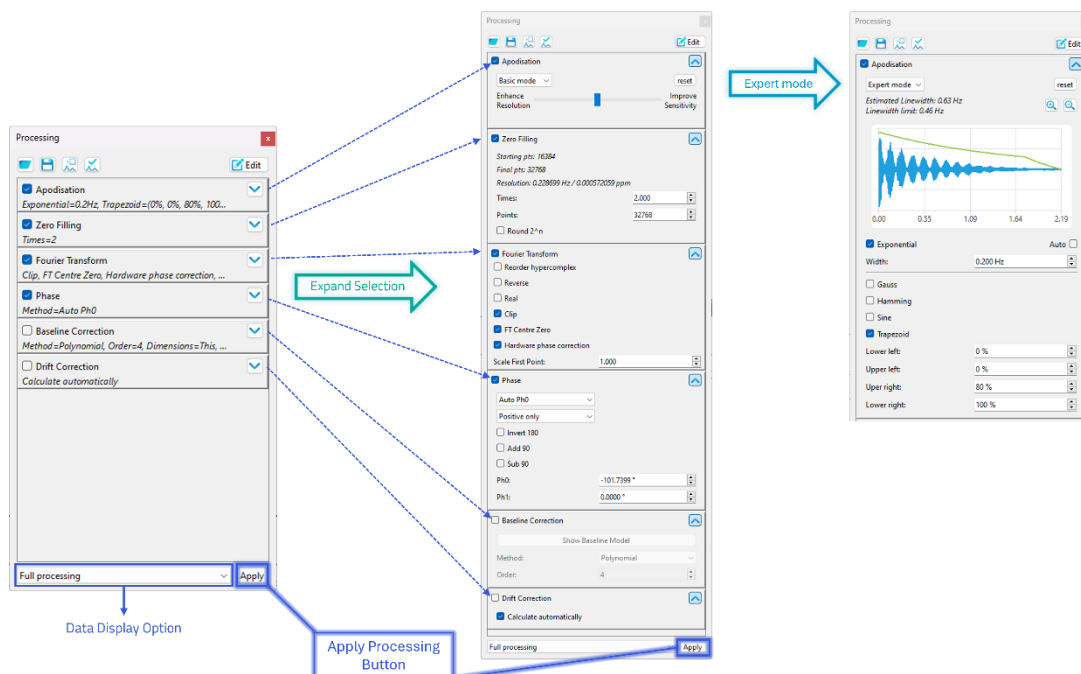 Processing
x
Edit
Apodisation
Exponential=0.2Hz, Trapezoid=(0%, 0%, 80%, 100...
Zero Filling
Times=2
Fourier Transform
Clip, FT Centre Zero, Hardware phase correction, ...
Phase
Method=Auto Ph0
Baseline Correction
Method=Polynomial, Order=4, Dimensions=This, ...
Drift Correction
Calculate automatically
Full processing
Apply
Data Display Option
Apply Processing
Button
Expand Selection
Processing
Edit
Apodisation
Basic mode
reset
Enhance
Resolution
Improve
Sensitivity
Zero Filling
Starting pts: 16384
Final pts: 32768
Resolution: 0.228699 Hz / 0.000572059 ppm
Times: 2.000
Points: 32768
Round 2^n
Fourier Transform
Reorder hypercomplex
Reverse
Real
Clip
FT Centre Zero
Hardware phase correction
Scale First Point: 1.000
Phase
Auto Ph0
Positive only
Invert 180
Add 90
Sub 90
Ph0: -101.7399 °
Ph1: 0.0000 °
Baseline Correction
Show Baseline Model
Method: Polynomial
Order: 4
Drift Correction
Calculate automatically
Full processing
Apply
Expert mode
Processing
Edit
Apodisation
Expert mode
reset
Estimated Linewidth: 0.63 Hz
Linewidth limit: 0.46 Hz
0.00 0.55 1.09 1.64 2.19
Exponential Auto
Width: 0.200 Hz
Gauss
Hamming
Sine
Trapezoid
Lower left: 0 %
Upper left: 0 %
Uper right: 80 %
Lower right: 100 %